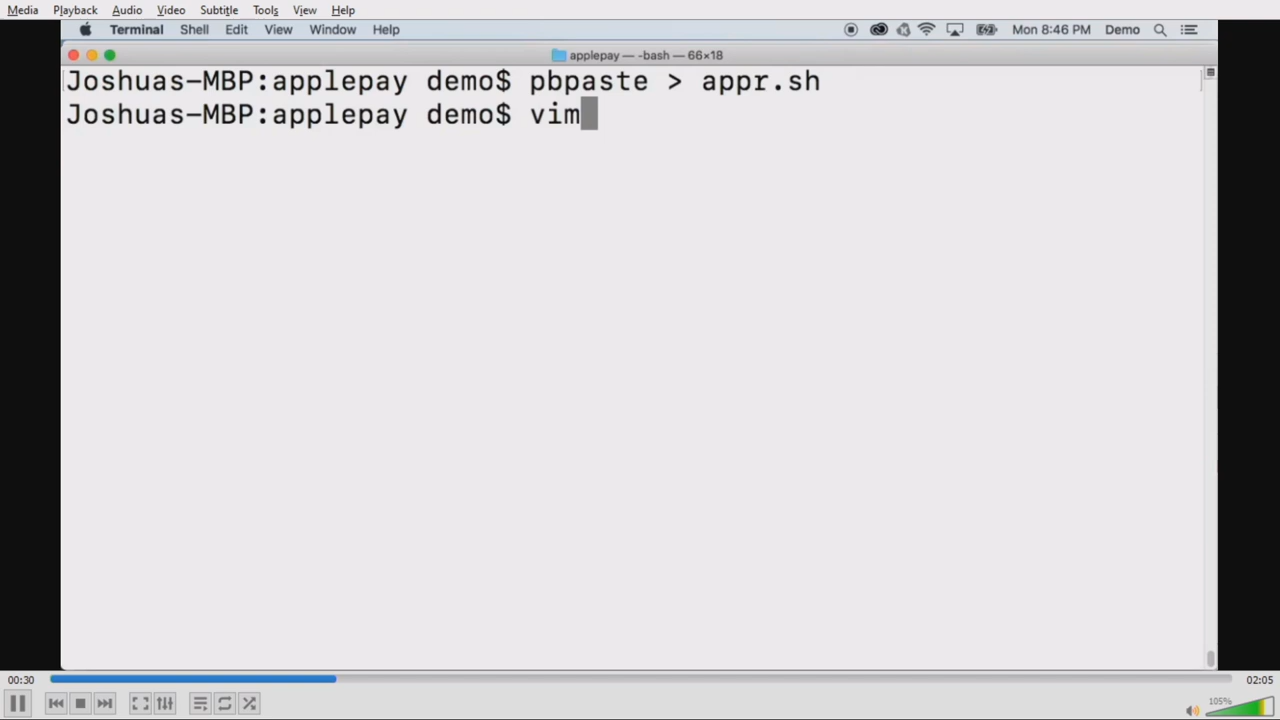 Media Playback Audio Video Subtitle Tools View Help
Terminal Shell Edit View Window Help Mon 8:46 PM Demo
applepay — -bash — 66×18
Joshuas-MBP:applepay demo$ pbpaste > appr.sh
Joshuas-MBP:applepay demo$ vim
00:30 02:05
105%